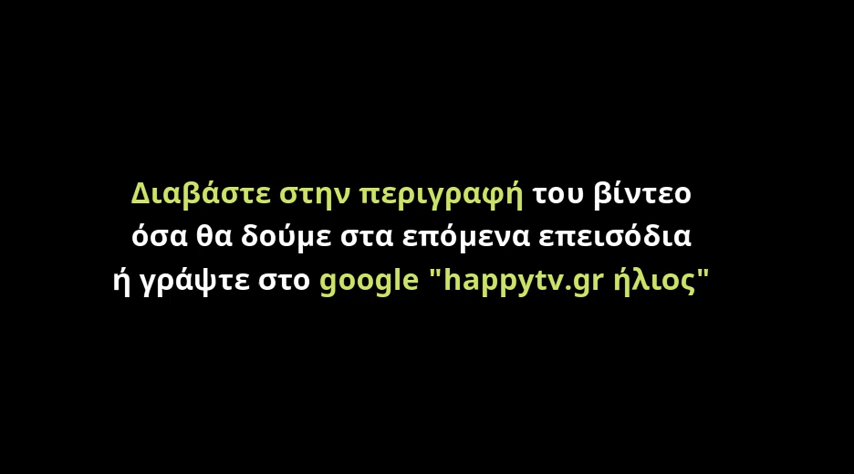 Διαβάστε στην περιγραφή του βίντεο
όσα θα δούμε στα επόμενα επεισόδια
ή γράψτε στο google "happytv.gr ήλιος"